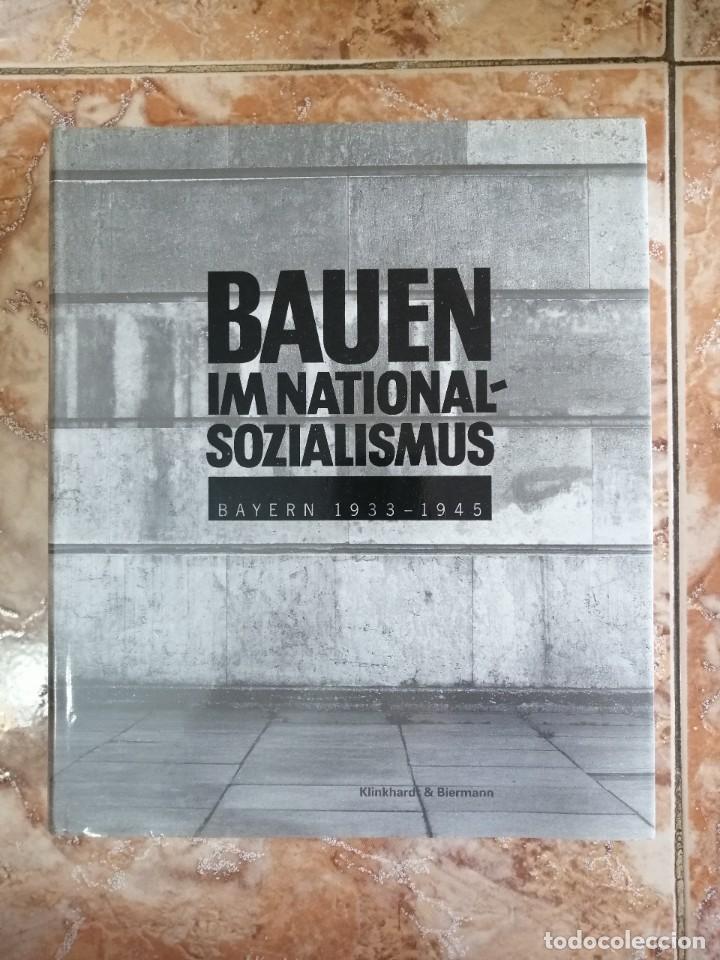 BAUEN
IM NATIONAL-
SOZIALISMUS
BAYERN 1933-1945
Klinkhardt & Biermann
todocoleccion